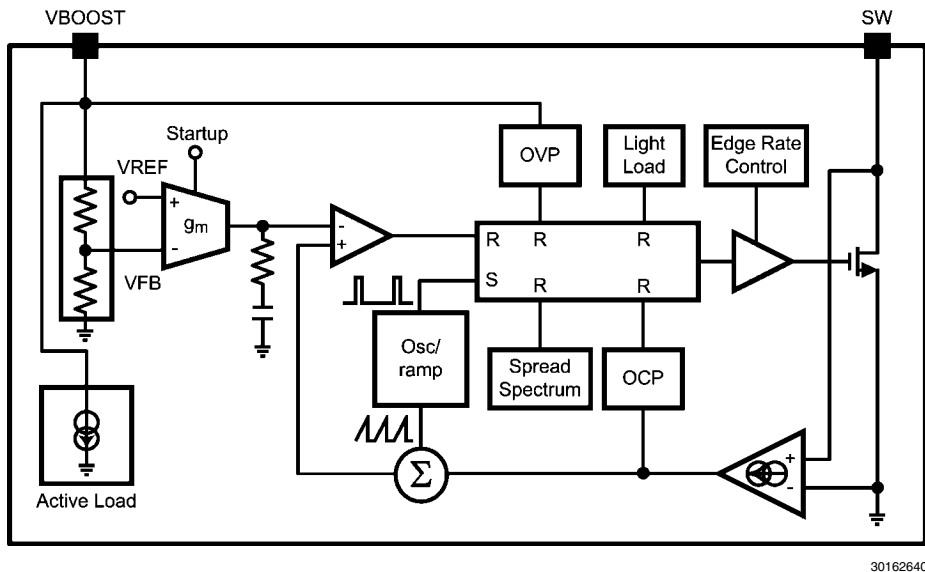 VBOOST
SW
Startup
VREF
+
gm
-
VFB
-
+
OVP
Light
Load
Edge Rate
Control
R
R
R
S
R
R
Osc/
ramp
Spread
Spectrum
OCP
Σ
+
-
Active Load
30162640